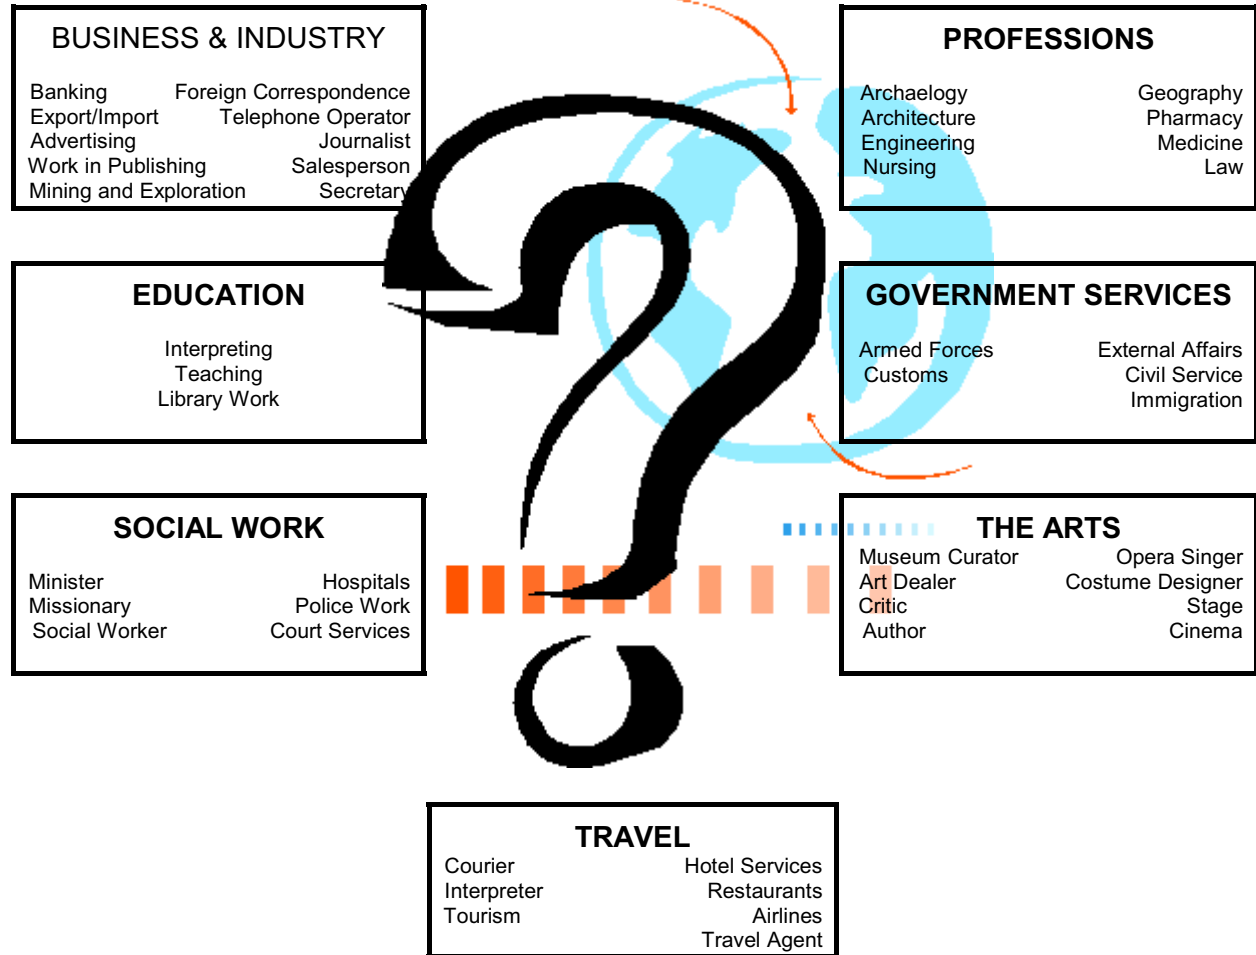 BUSINESS & INDUSTRY
Banking Foreign Correspondence
Export/Import Telephone Operator
Advertising Journalist
Work in Publishing Salesperson
Mining and Exploration Secretary
PROFESSIONS
Archaelogy Geography
Architecture Pharmacy
Engineering Medicine
Nursing Law
EDUCATION
Interpreting
Teaching
Library Work
GOVERNMENT SERVICES
Armed Forces External Affairs
Customs Civil Service
Immigration
SOCIAL WORK
Minister Hospitals
Missionary Police Work
Social Worker Court Services
THE ARTS
Museum Curator Opera Singer
Art Dealer Costume Designer
Critic Stage
Author Cinema
?
TRAVEL
Courier Hotel Services
Interpreter Restaurants
Tourism Airlines
Travel Agent